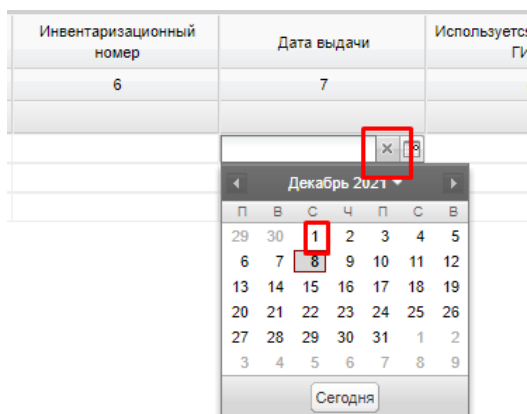 Инвентаризационный номер Дата выдачи Используется
ГИ
6 7
Декабрь 2021
П В С Ч П С В
29 30 1 2 3 4 5
6 7 8 9 10 11 12
13 14 15 16 17 18 19
20 21 22 23 24 25 26
27 28 29 30 31 1 2
3 4 5 6 7 8 9
Сегодня